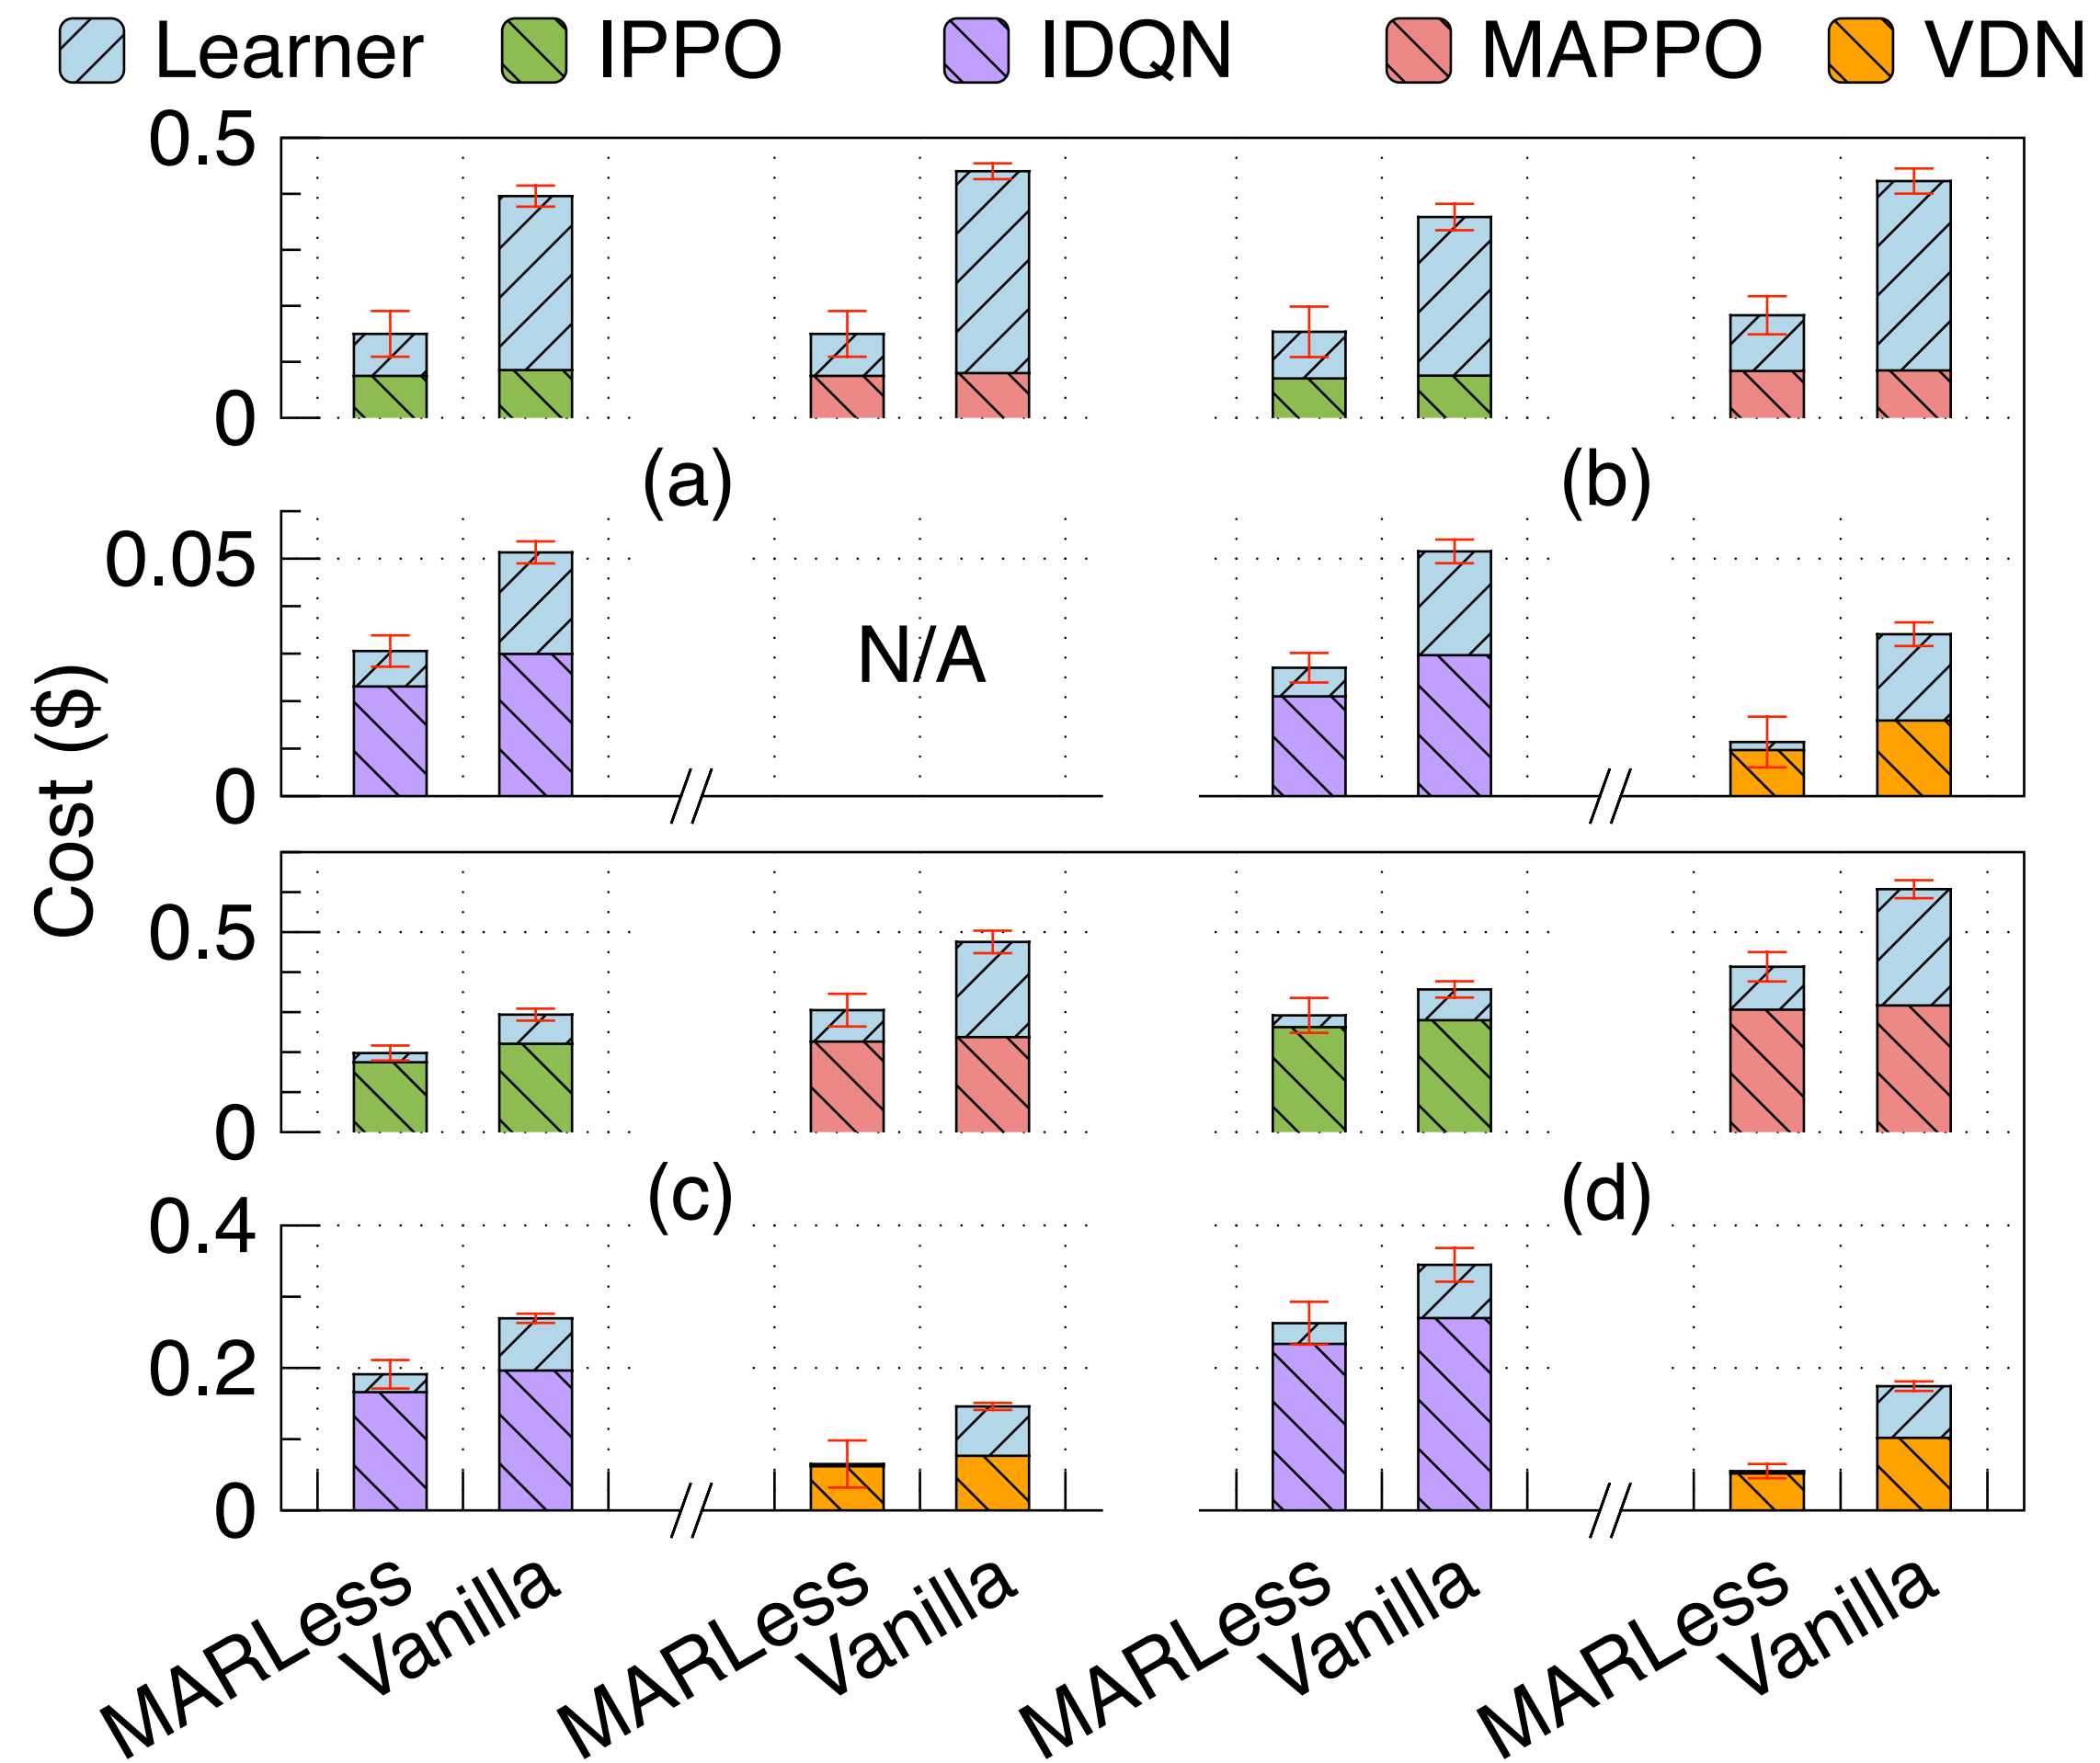 Learner IPPO IDQN MAPPO VDN
0.5
0
(a) (b)
0.05
N/A
0
Cost ($)
0.5
0
(c) (d)
0.4
0.2
0
MARLess Vanilla MARLess Vanilla MARLess Vanilla MARLess Vanilla